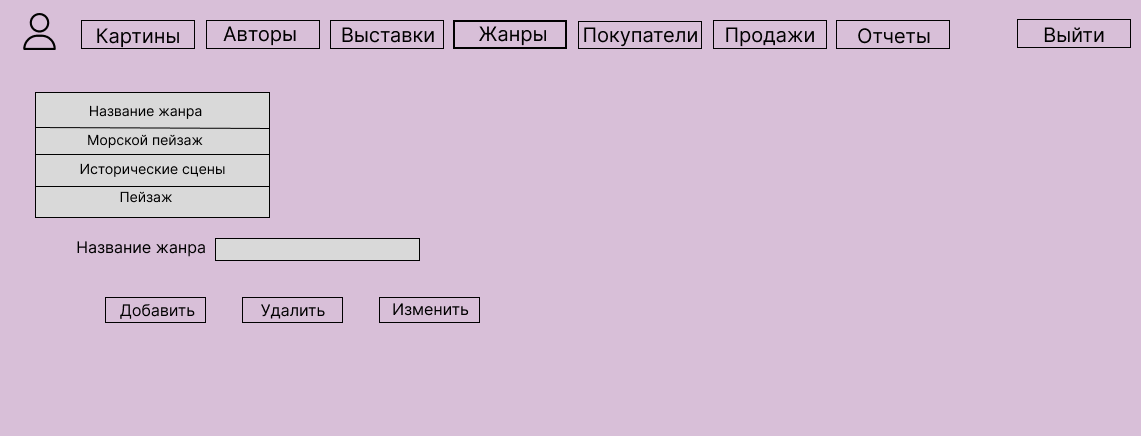 Картины Авторы Выставки Жанры Покупатели Продажи Отчеты Выйти
Название жанра
Морской пейзаж
Исторические сцены
Пейзаж
Название жанра
Добавить Удалить Изменить